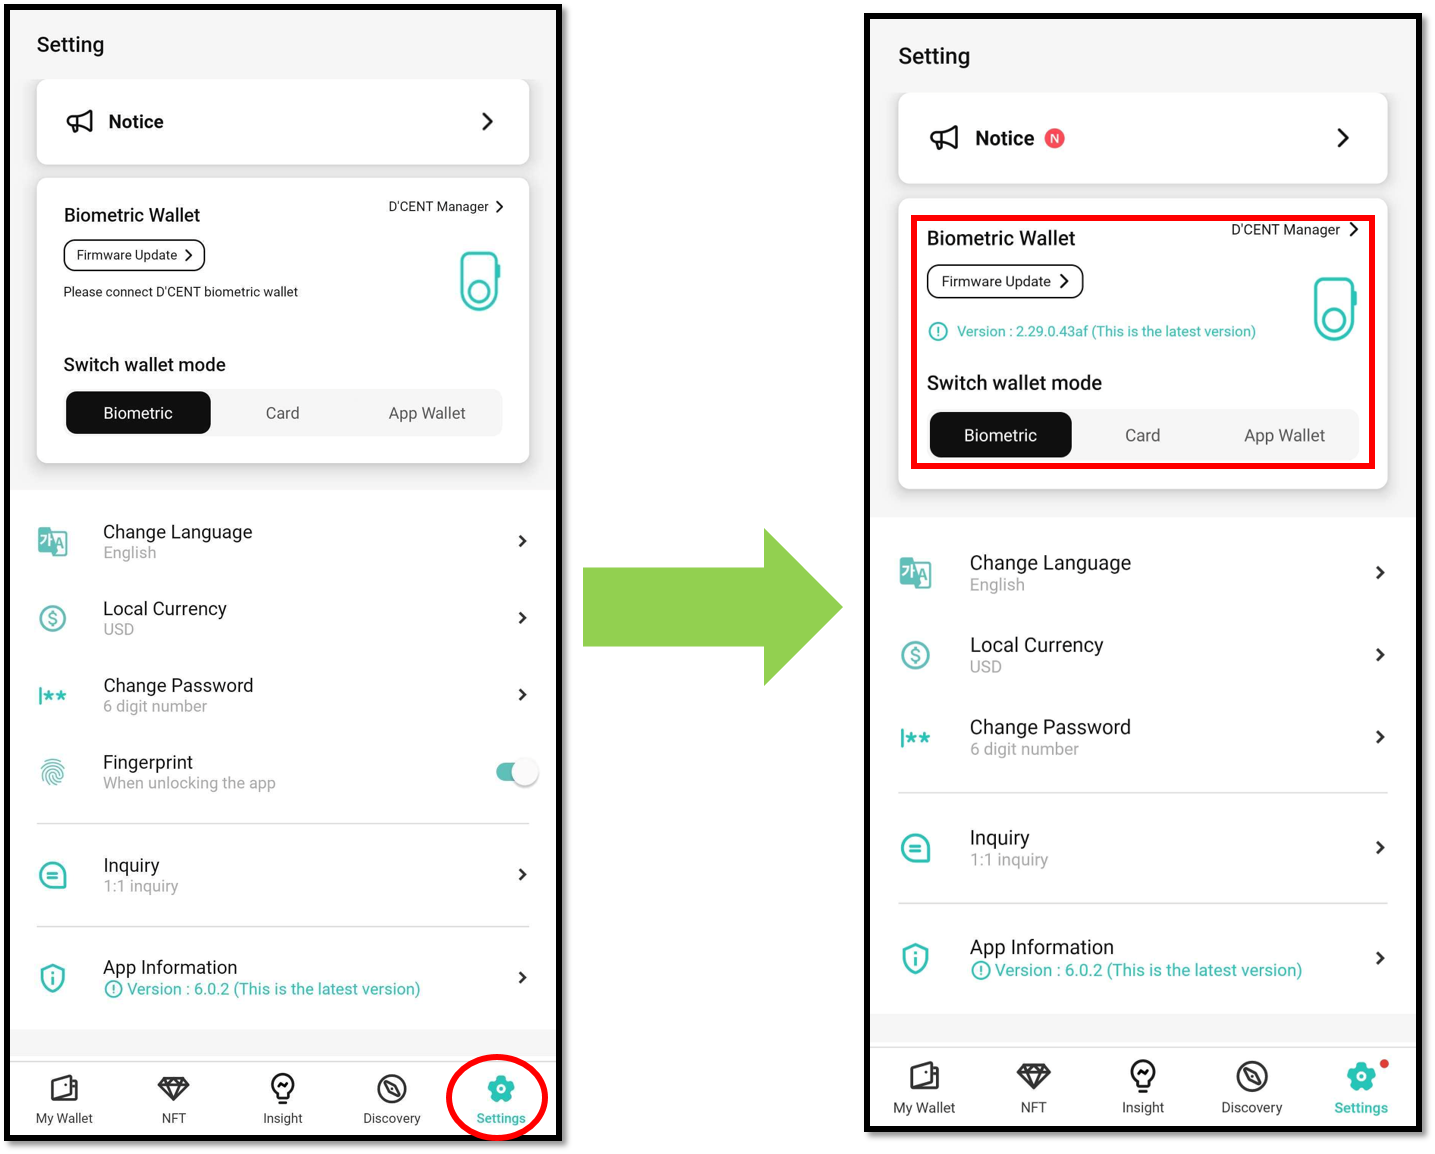 Setting
Notice
D'CENT Manager
Biometric Wallet
Firmware Update
Please connect D'CENT biometric wallet
Switch wallet mode
Biometric Card App Wallet
Change Language
English
Local Currency
USD
Change Password
6 digit number
Fingerprint
When unlocking the app
Inquiry
1:1 inquiry
App Information
Version : 6.0.2 (This is the latest version)
My Wallet NFT Insight Discovery Settings
Setting
Notice N
D'CENT Manager
Biometric Wallet
Firmware Update
Version : 2.29.0.43af (This is the latest version)
Switch wallet mode
Biometric Card App Wallet
Change Language
English
Local Currency
USD
Change Password
6 digit number
Inquiry
1:1 inquiry
App Information
Version : 6.0.2 (This is the latest version)
My Wallet NFT Insight Discovery Settings